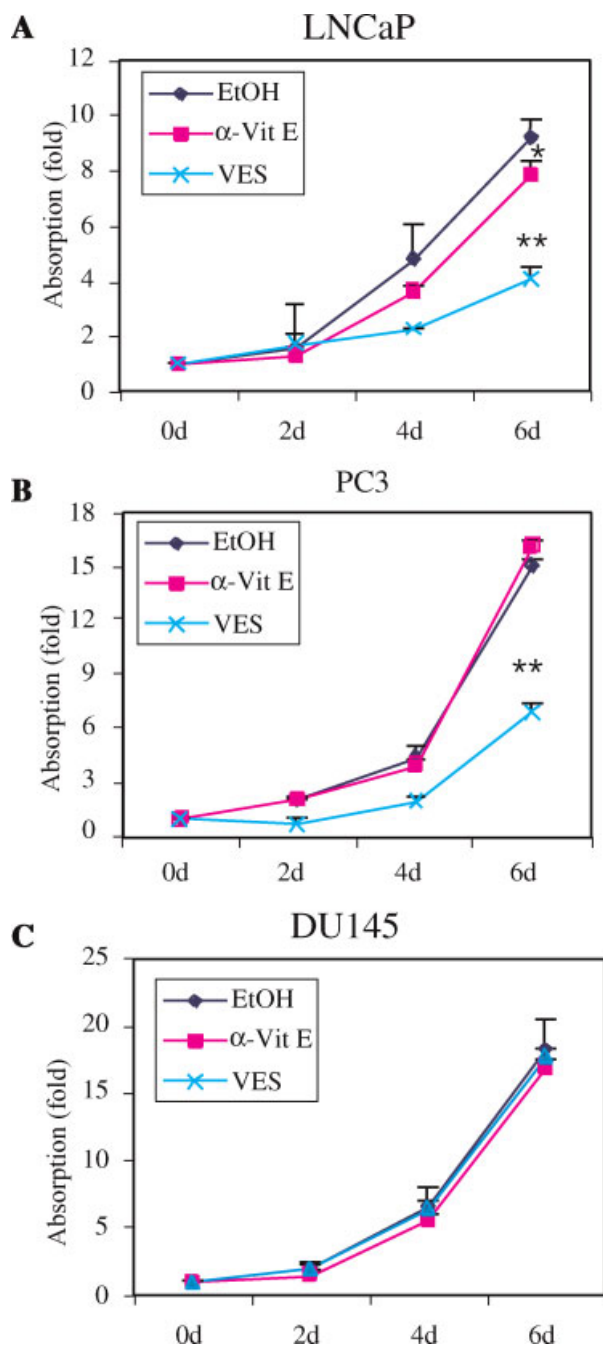 A
LNCaP
Absorption (fold)
12
10
8
6
4
2
0
EtOH
α-Vit E
VES
*
**
0d 2d 4d 6d
B
PC3
Absorption (fold)
18
15
12
9
6
3
0
EtOH
α-Vit E
VES
**
0d 2d 4d 6d
C
DU145
Absorption (fold)
25
20
15
10
5
0
EtOH
α-Vit E
VES
0d 2d 4d 6d